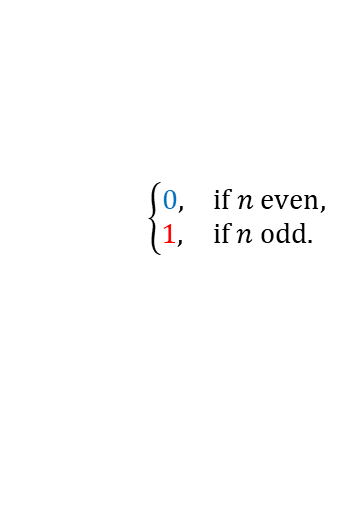 0, if n even,
1, if n odd.